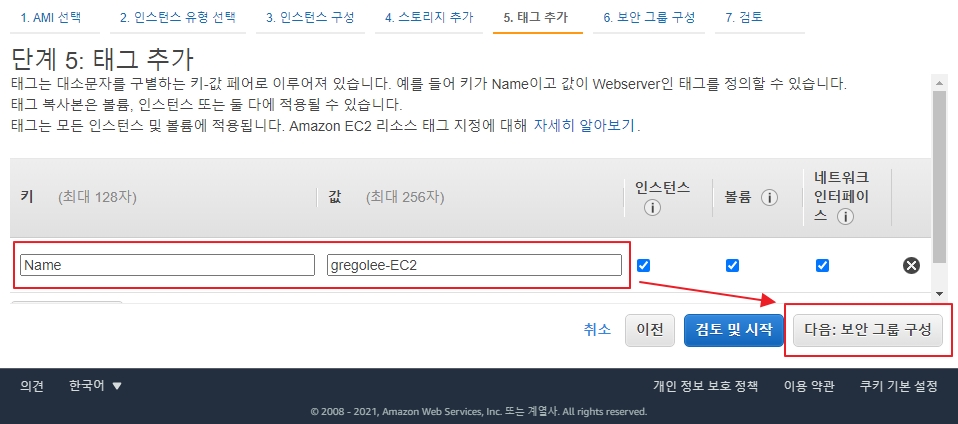 1. AMI 선택 2. 인스턴스 유형 선택 3. 인스턴스 구성 4. 스토리지 추가 5. 태그 추가 6. 보안 그룹 구성 7. 검토
단계 5: 태그 추가
태그는 대소문자를 구별하는 키-값 페어로 이루어져 있습니다. 예를 들어 키가 Name이고 값이 Webserver인 태그를 정의할 수 있습니다.
태그 복사본은 볼륨, 인스턴스 또는 둘 다에 적용될 수 있습니다.
태그는 모든 인스턴스 및 볼륨에 적용됩니다. Amazon EC2 리소스 태그 지정에 대해 자세히 알아보기.
키 (최대 128자) 값 (최대 256자) 인스턴스 볼륨 네트워크
인터페이
스
Name gregolee-EC2
취소 이전 검토 및 시작 다음: 보안 그룹 구성
의견 한국어 개인 정보 보호 정책 이용 약관 쿠키 기본 설정
© 2008 - 2021, Amazon Web Services, Inc. 또는 계열사. All rights reserved.